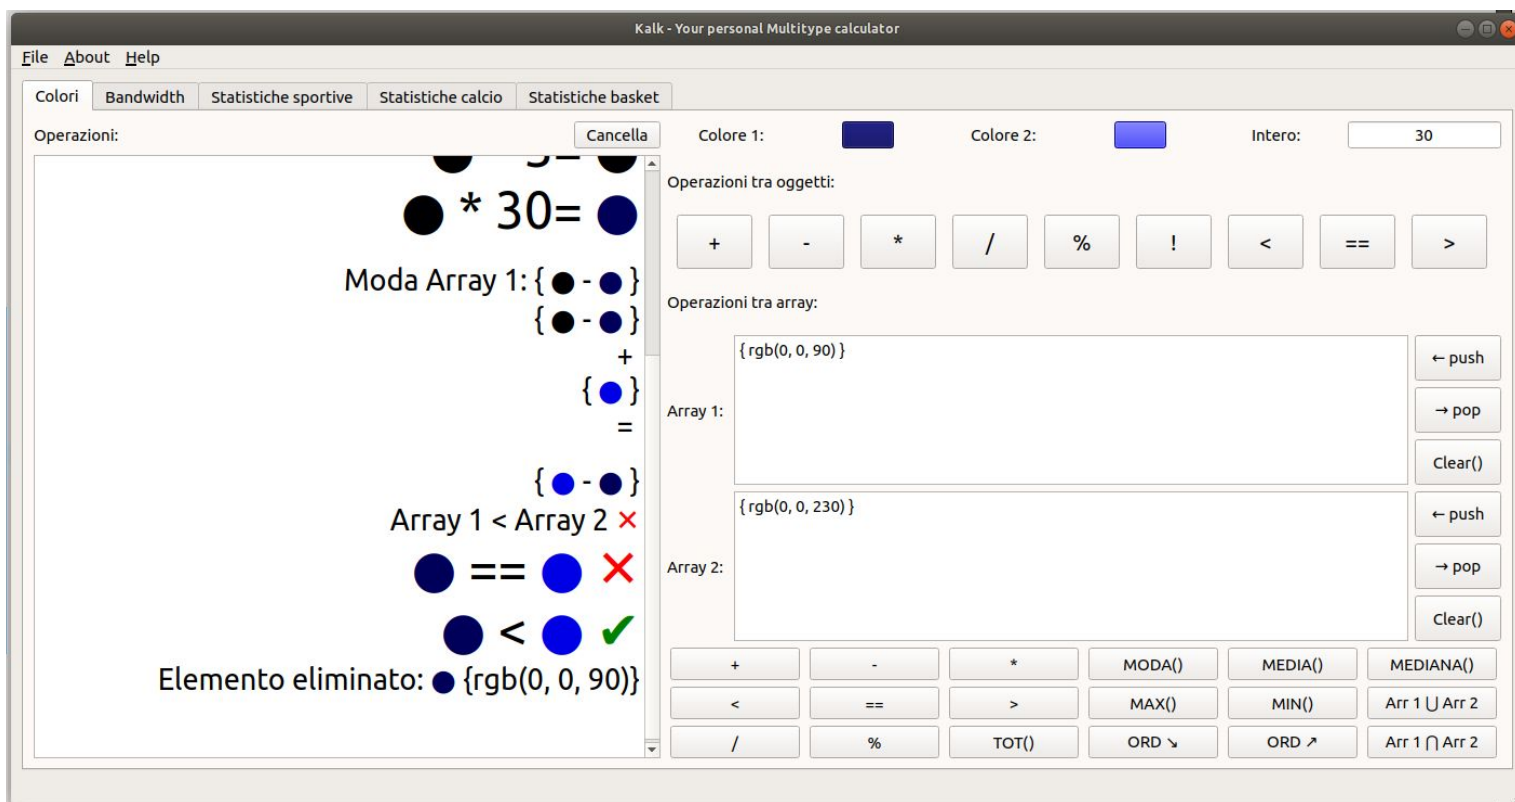 Kalk - Your personal Multitype calculator
File About Help
Colori Bandwidth Statistiche sportive Statistiche calcio Statistiche basket
Operazioni: Cancella
* 30=
Moda Array 1: { - }
{ - }
+
{ }
=
{ - }
Array 1 < Array 2 ✕
== ✕
< ✔
Elemento eliminato: {rgb(0, 0, 90)}
Colore 1: Colore 2: Intero: 30
Operazioni tra oggetti:
+ - * / % ! < == >
Operazioni tra array:
Array 1:
{ rgb(0, 0, 90) }
← push
→ pop
Clear()
Array 2:
{ rgb(0, 0, 230) }
← push
→ pop
Clear()
+ - * MODA() MEDIA() MEDIANA()
< == > MAX() MIN() Arr 1 ⋃ Arr 2
/ % TOT() ORD ↘ ORD ↗ Arr 1 ⋂ Arr 2